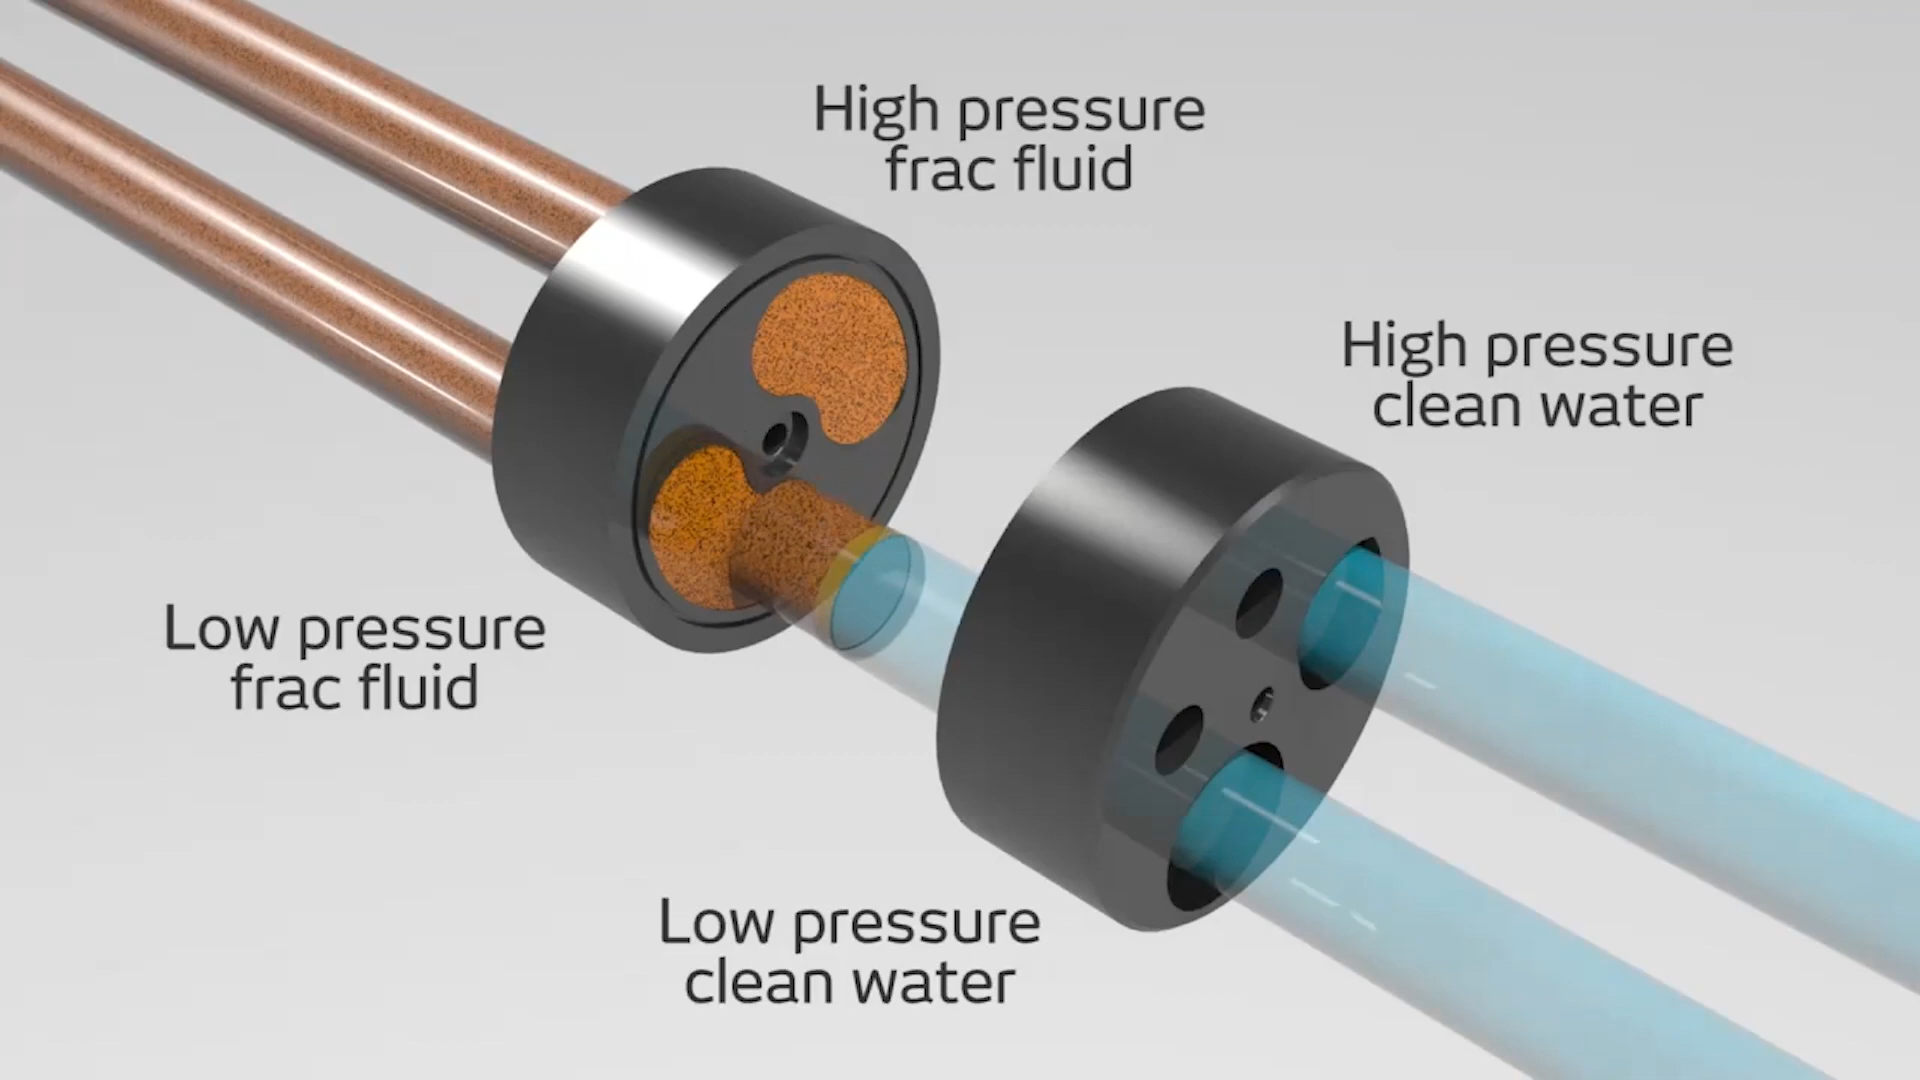 High pressure
frac fluid
High pressure
clean water
Low pressure
frac fluid
Low pressure
clean water